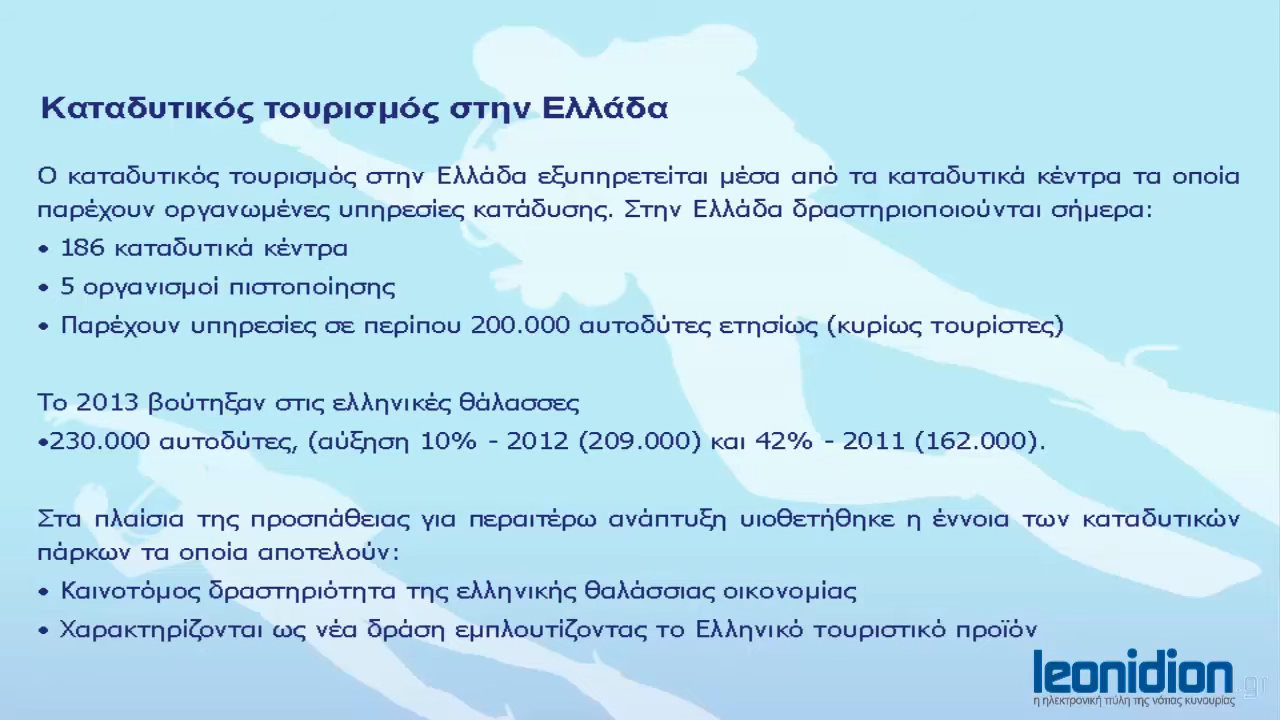 Καταδυτικός τουρισμός στην Ελλάδα
Ο καταδυτικός τουρισμός στην Ελλάδα εξυπηρετείται μέσα από τα καταδυτικά κέντρα τα οποία
παρέχουν οργανωμένες υπηρεσίες κατάδυσης. Στην Ελλάδα δραστηριοποιούνται σήμερα:
• 186 καταδυτικά κέντρα
• 5 οργανισμοί πιστοποίησης
• Παρέχουν υπηρεσίες σε περίπου 200.000 αυτοδύτες ετησίως (κυρίως τουρίστες)
Το 2013 βούτηξαν στις ελληνικές θάλασσες
•230.000 αυτοδύτες, (αύξηση 10% - 2012 (209.000) και 42% - 2011 (162.000).
Στα πλαίσια της προσπάθειας για περαιτέρω ανάπτυξη υιοθετήθηκε η έννοια των καταδυτικών
πάρκων τα οποία αποτελούν:
• Καινοτόμος δραστηριότητα της ελληνικής θαλάσσιας οικονομίας
• Χαρακτηρίζονται ως νέα δράση εμπλουτίζοντας το Ελληνικό τουριστικό προϊόν
leonidion.gr
η ηλεκτρονική πύλη της νότιας κυνουρίας